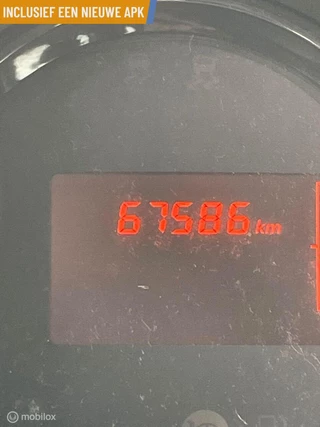 INCLUSIEF EEN NIEUWE APK
67586 km
mobilox